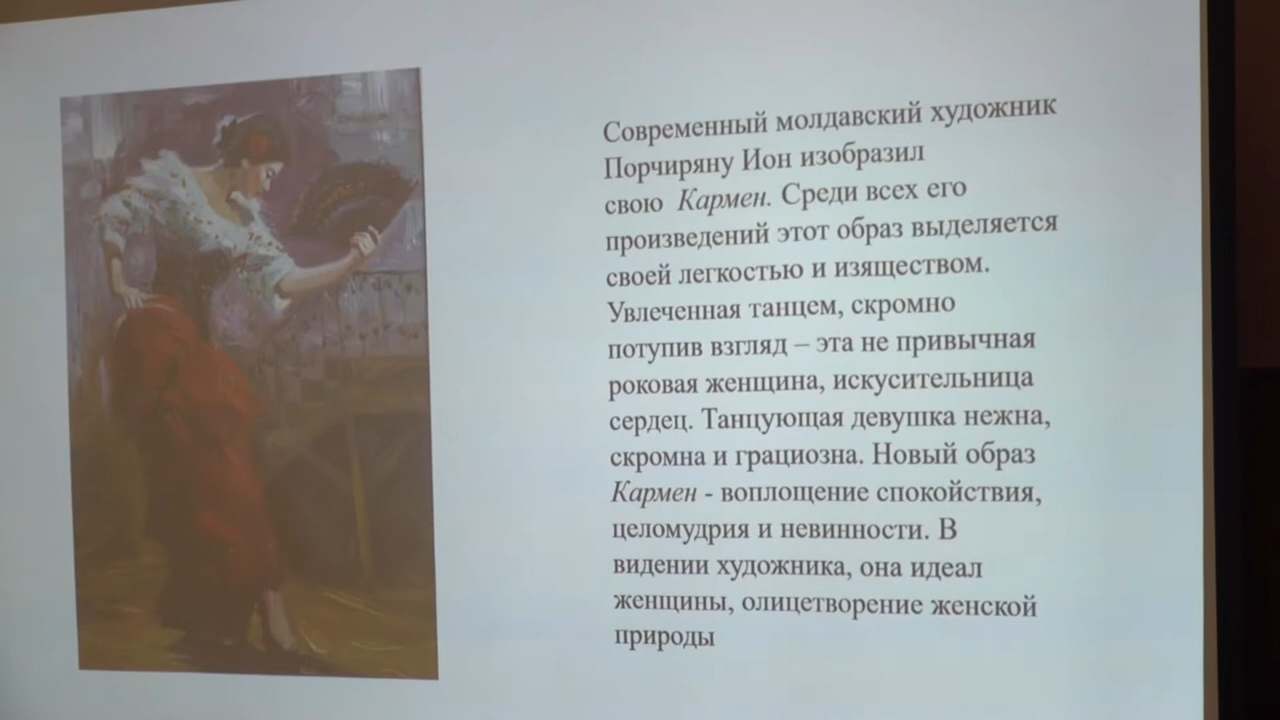 Современный молдавский художник
Порчиряну Ион изобразил
свою Кармен. Среди всех его
произведений этот образ выделяется
своей легкостью и изяществом.
Увлеченная танцем, скромно
потупив взгляд – эта не привычная
роковая женщина, искусительница
сердец. Танцующая девушка нежна,
скромна и грациозна. Новый образ
Кармен - воплощение спокойствия,
целомудрия и невинности. В
видении художника, она идеал
женщины, олицетворение женской
природы